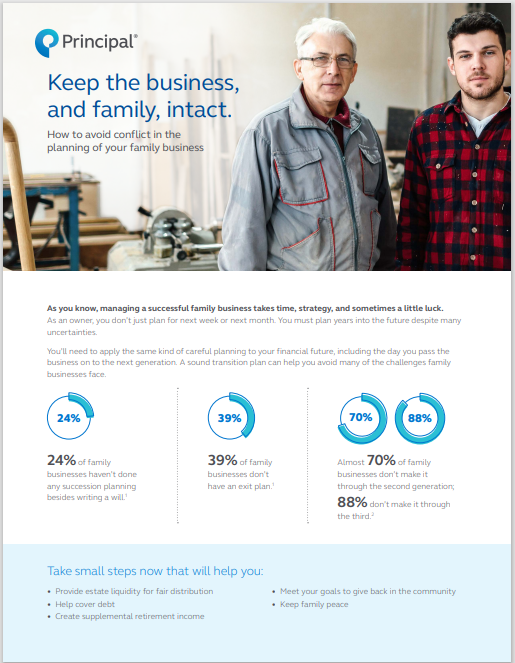 Principal®
Keep the business,
and family, intact.
How to avoid conflict in the
planning of your family business
As you know, managing a successful family business takes time, strategy, and sometimes a little luck.
As an owner, you don't just plan for next week or next month. You must plan years into the future despite many
uncertainties.
You'll need to apply the same kind of careful planning to your financial future, including the day you pass the
business on to the next generation. A sound transition plan can help you avoid many of the challenges family
businesses face.
24%
24% of family
businesses haven't done
any succession planning
besides writing a will.¹
39%
39% of family
businesses don't
have an exit plan.¹
70% 88%
Almost 70% of family
businesses don't make it
through the second generation;
88% don't make it through
the third.²
Take small steps now that will help you:
• Provide estate liquidity for fair distribution
• Help cover debt
• Create supplemental retirement income
• Meet your goals to give back in the community
• Keep family peace